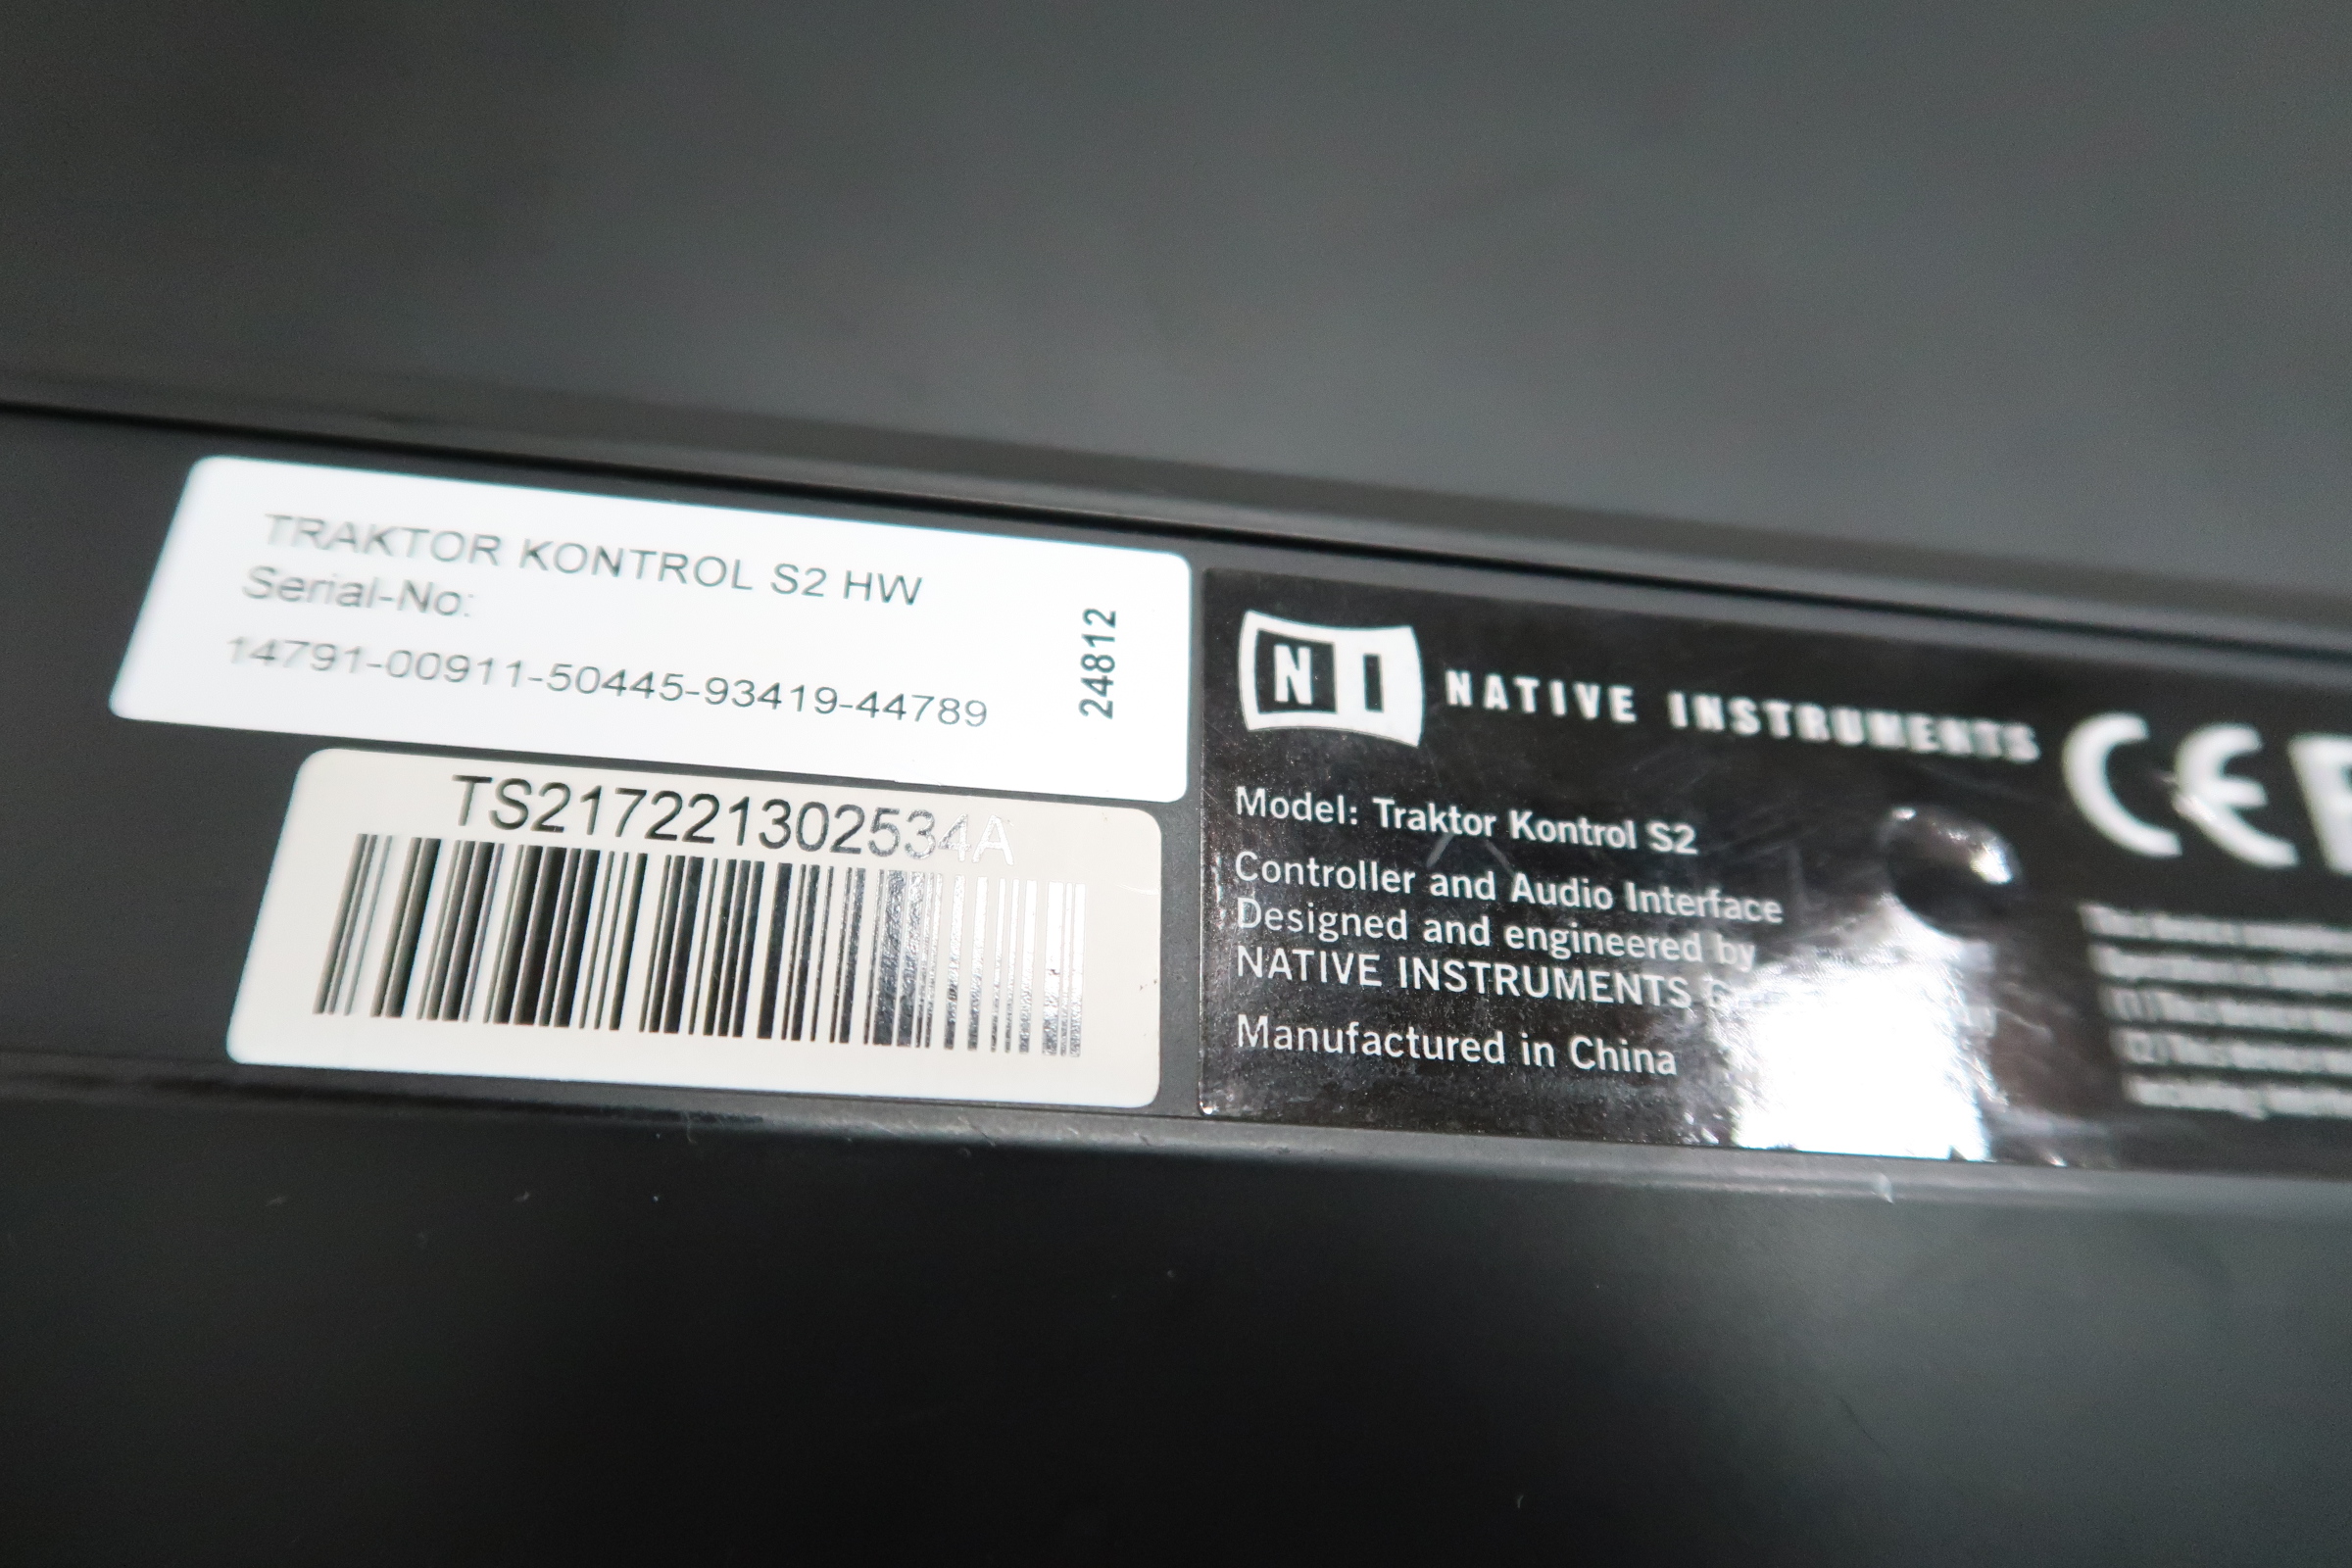 TRAKTOR KONTROL S2 HW
Serial-No:
14791-00911-50445-93419-44789
24812
TS217221302534A
NI NATIVE INSTRUMENTS
CE
Model: Traktor Kontrol S2
Controller and Audio Interface
Designed and engineered by
NATIVE INSTRUMENTS
Manufactured in China